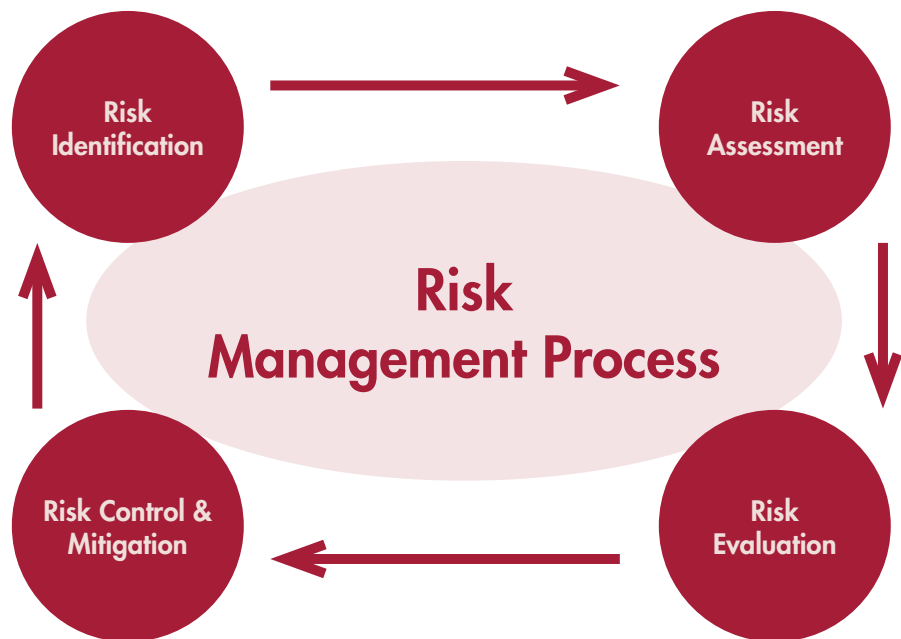 Risk
Identification
Risk
Assessment
Risk
Management Process
Risk Control &
Mitigation
Risk
Evaluation